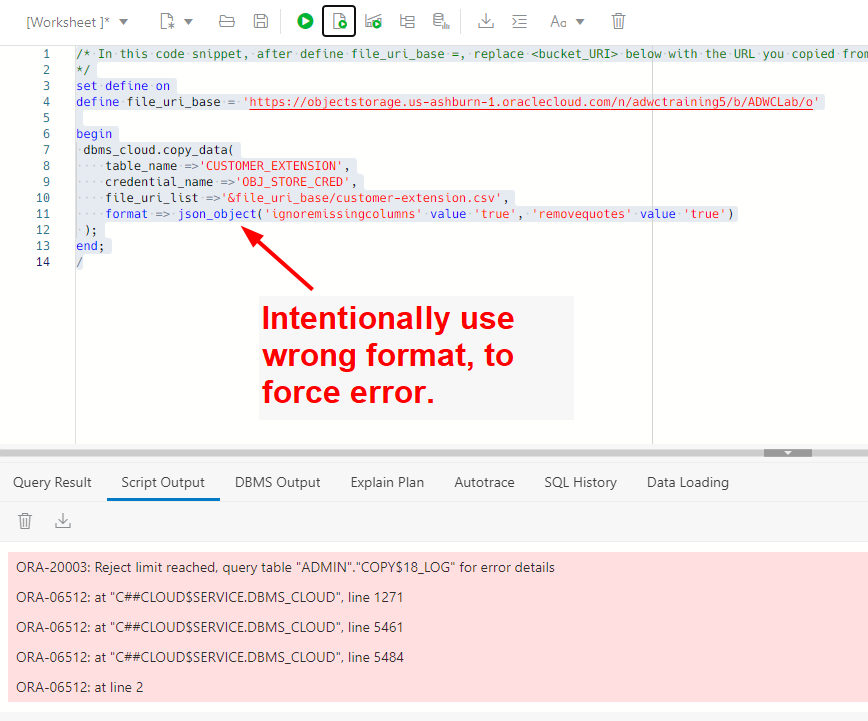 [Worksheet ]*
Aa
1 /* In this code snippet, after define file_uri_base =, replace <bucket_URI> below with the URL you copied from
2 */
3 set define on
4 define file_uri_base = 'https://objectstorage.us-ashburn-1.oraclecloud.com/n/adwctraining5/b/ADWCLab/o'
5
6 begin
7 dbms_cloud.copy_data(
8 table_name =>'CUSTOMER_EXTENSION',
9 credential_name =>'OBJ_STORE_CRED',
10 file_uri_list =>'&file_uri_base/customer-extension.csv',
11 format => json_object('ignoremissingcolumns' value 'true', 'removequotes' value 'true')
12 );
13 end;
14 /
Intentionally use
wrong format, to
force error.
Query Result Script Output DBMS Output Explain Plan Autotrace SQL History Data Loading
ORA-20003: Reject limit reached, query table "ADMIN"."COPY$18_LOG" for error details
ORA-06512: at "C##CLOUD$SERVICE.DBMS_CLOUD", line 1271
ORA-06512: at "C##CLOUD$SERVICE.DBMS_CLOUD", line 5461
ORA-06512: at "C##CLOUD$SERVICE.DBMS_CLOUD", line 5484
ORA-06512: at line 2